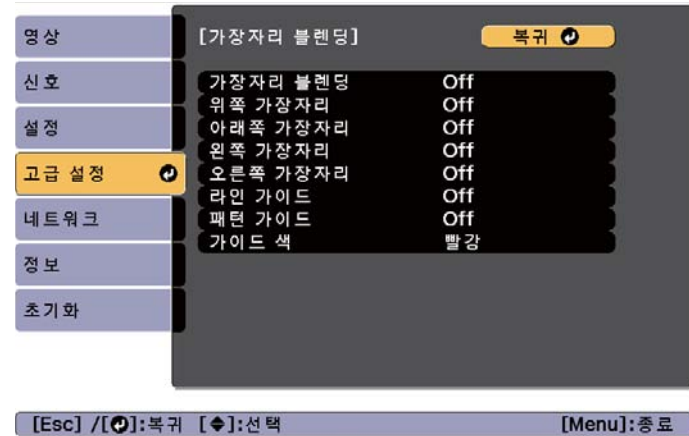 영상
신호
설정
고급 설정
네트워크
정보
초기화
[가장자리 블렌딩] 복귀
가장자리 블렌딩 Off
위쪽 가장자리 Off
아래쪽 가장자리 Off
왼쪽 가장자리 Off
오른쪽 가장자리 Off
라인 가이드 Off
패턴 가이드 Off
가이드 색 빨강
[Esc] /[⏎]:복귀 [◆]:선택 [Menu]:종료